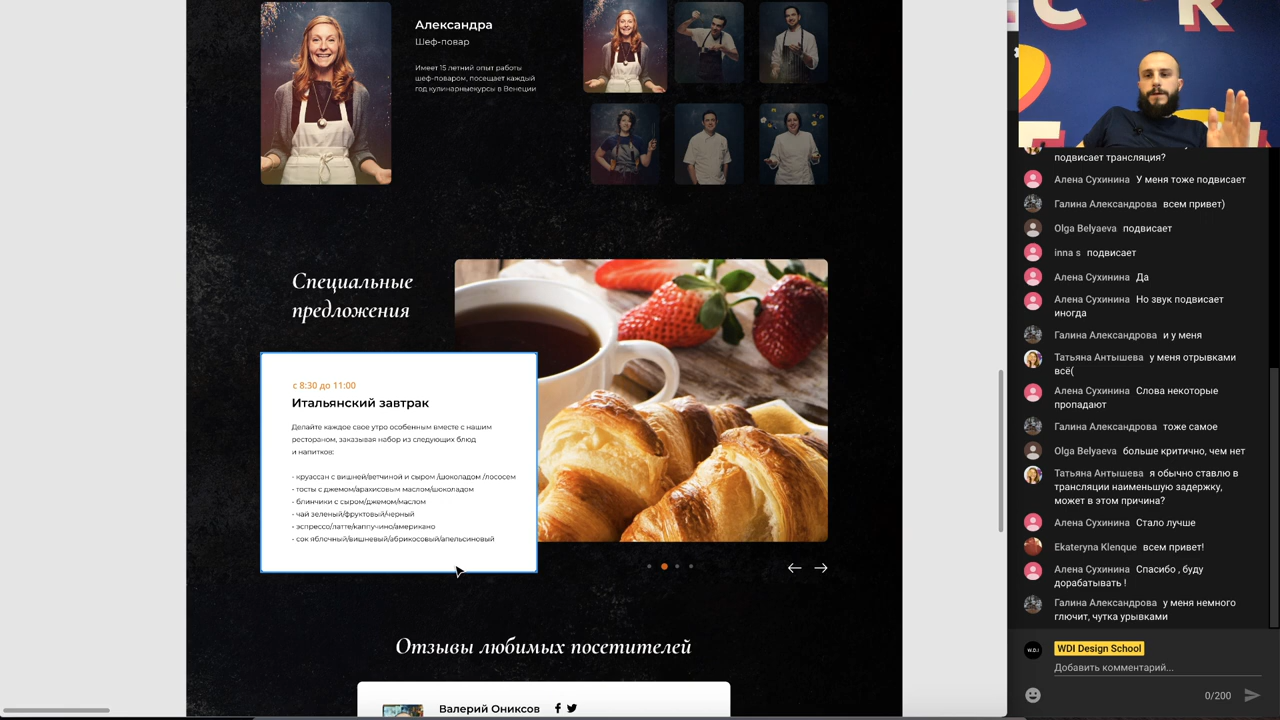 Александра
Шеф-повар
Имеет 15 летний опыт работы
шеф-поваром, посещает каждый
год кулинарныекурсы в Венеции
Специальные
предложения
с 8:30 до 11:00
Итальянский завтрак
Делайте каждое свое утро особенным вместе с нашим
рестораном, заказывая набор из следующих блюд
и напитков:
- круассан с вишней/ветчиной и сыром /шоколадом /лососем
- тосты с джемом/арахисовым маслом/шоколадом
- блинчики с сыром/джемом/маслом
- чай зеленый/фруктовый/черный
- эспрессо/латте/каппучино/американо
- сок яблочный/вишневый/абрикосовый/апельсиновый
Отзывы любимых посетителей
Валерий Ониксов
подвисает трансляция?
Алена Сухинина У меня тоже подвисает
Галина Александрова всем привет)
Olga Belyaeva подвисает
inna s подвисает
Алена Сухинина Да
Алена Сухинина Но звук подвисает
иногда
Галина Александрова и у меня
Татьяна Антышева у меня отрывками
всё(
Алена Сухинина Слова некоторые
пропадают
Галина Александрова тоже самое
Olga Belyaeva больше критично, чем нет
Татьяна Антышева я обычно ставлю в
трансляции наименьшую задержку,
может в этом причина?
Алена Сухинина Стало лучше
Ekateryna Klenque всем привет!
Алена Сухинина Спасибо , буду
дорабатывать !
Галина Александрова у меня немного
глючит, чутка урывками
W.D.I
WDI Design School
Добавить комментарий...
0/200